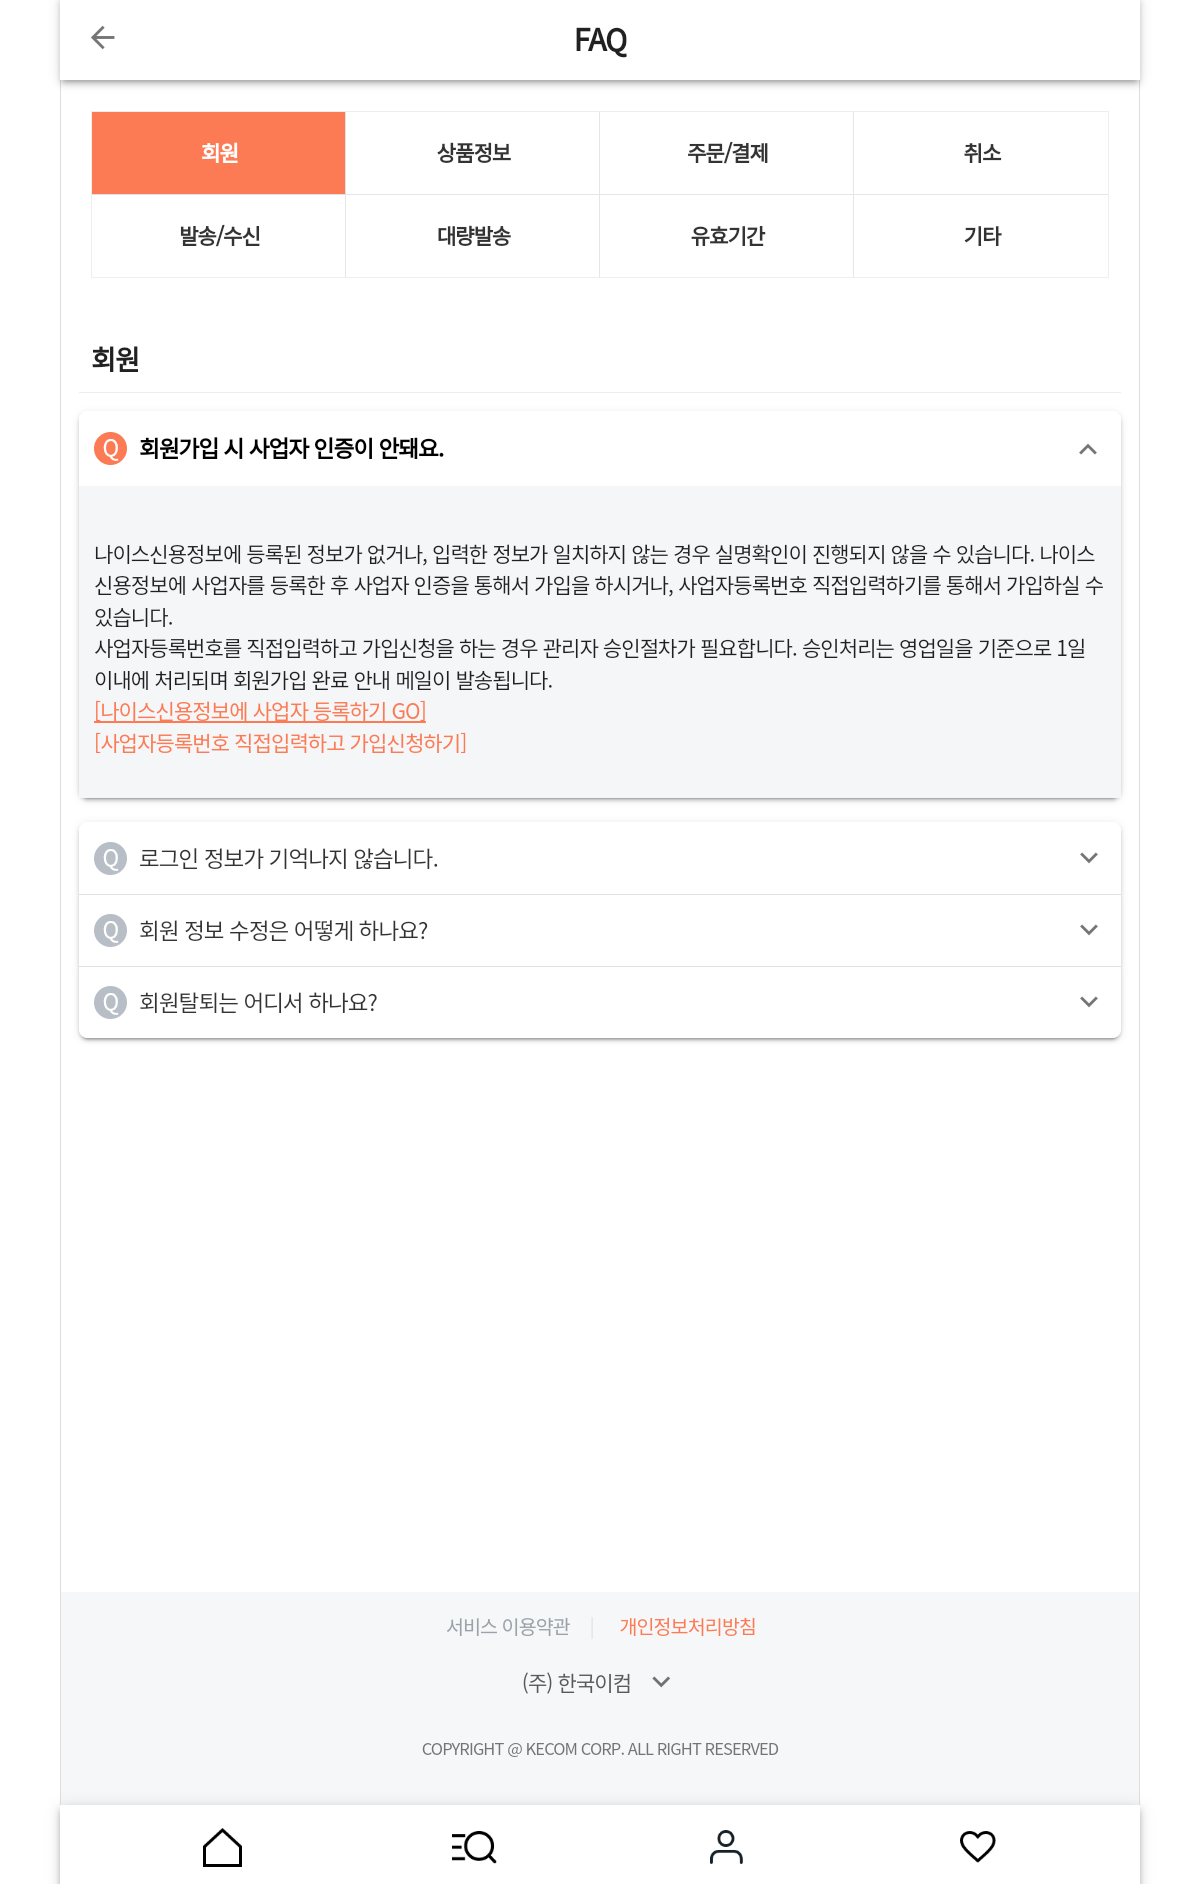 FAQ
회원
상품정보
주문/결제
취소
발송/수신
대량발송
유효기간
기타
회원
Q 회원가입 시 사업자 인증이 안돼요.
나이스신용정보에 등록된 정보가 없거나, 입력한 정보가 일치하지 않는 경우 실명확인이 진행되지 않을 수 있습니다. 나이스
신용정보에 사업자를 등록한 후 사업자 인증을 통해서 가입을 하시거나, 사업자등록번호 직접입력하기를 통해서 가입하실 수
있습니다.
사업자등록번호를 직접입력하고 가입신청을 하는 경우 관리자 승인절차가 필요합니다. 승인처리는 영업일을 기준으로 1일
이내에 처리되며 회원가입 완료 안내 메일이 발송됩니다.
[나이스신용정보에 사업자 등록하기 GO]
[사업자등록번호 직접입력하고 가입신청하기]
Q 로그인 정보가 기억나지 않습니다.
Q 회원 정보 수정은 어떻게 하나요?
Q 회원탈퇴는 어디서 하나요?
서비스 이용약관
개인정보처리방침
(주) 한국이컴
COPYRIGHT @ KECOM CORP. ALL RIGHT RESERVED